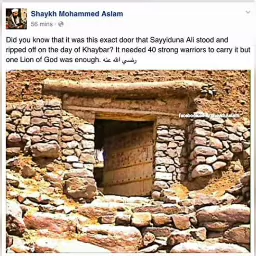 Shaykh Mohammed Aslam
56 mins ·
Did you know that it was this exact door that Sayyiduna Ali stood and
ripped off on the day of Khaybar? It needed 40 strong warriors to carry it but
one Lion of God was enough. رضي الله عنه